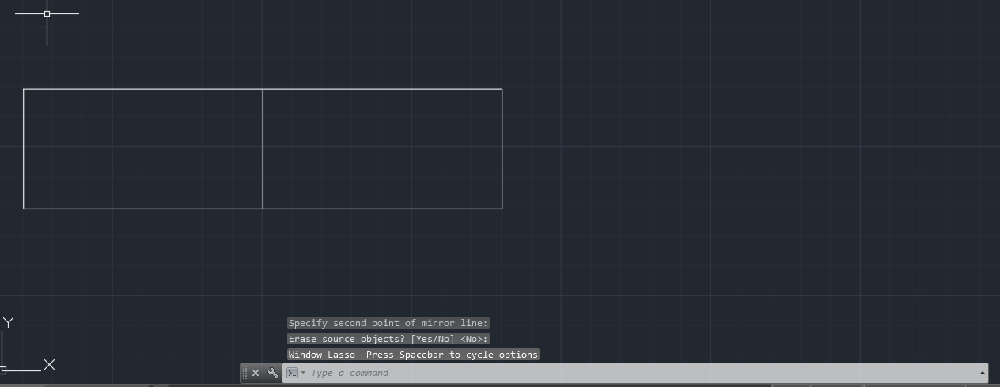 Y
X
Specify second point of mirror line:
Erase source objects? [Yes/No] <No>:
Window Lasso  Press Spacebar to cycle options
Type a command